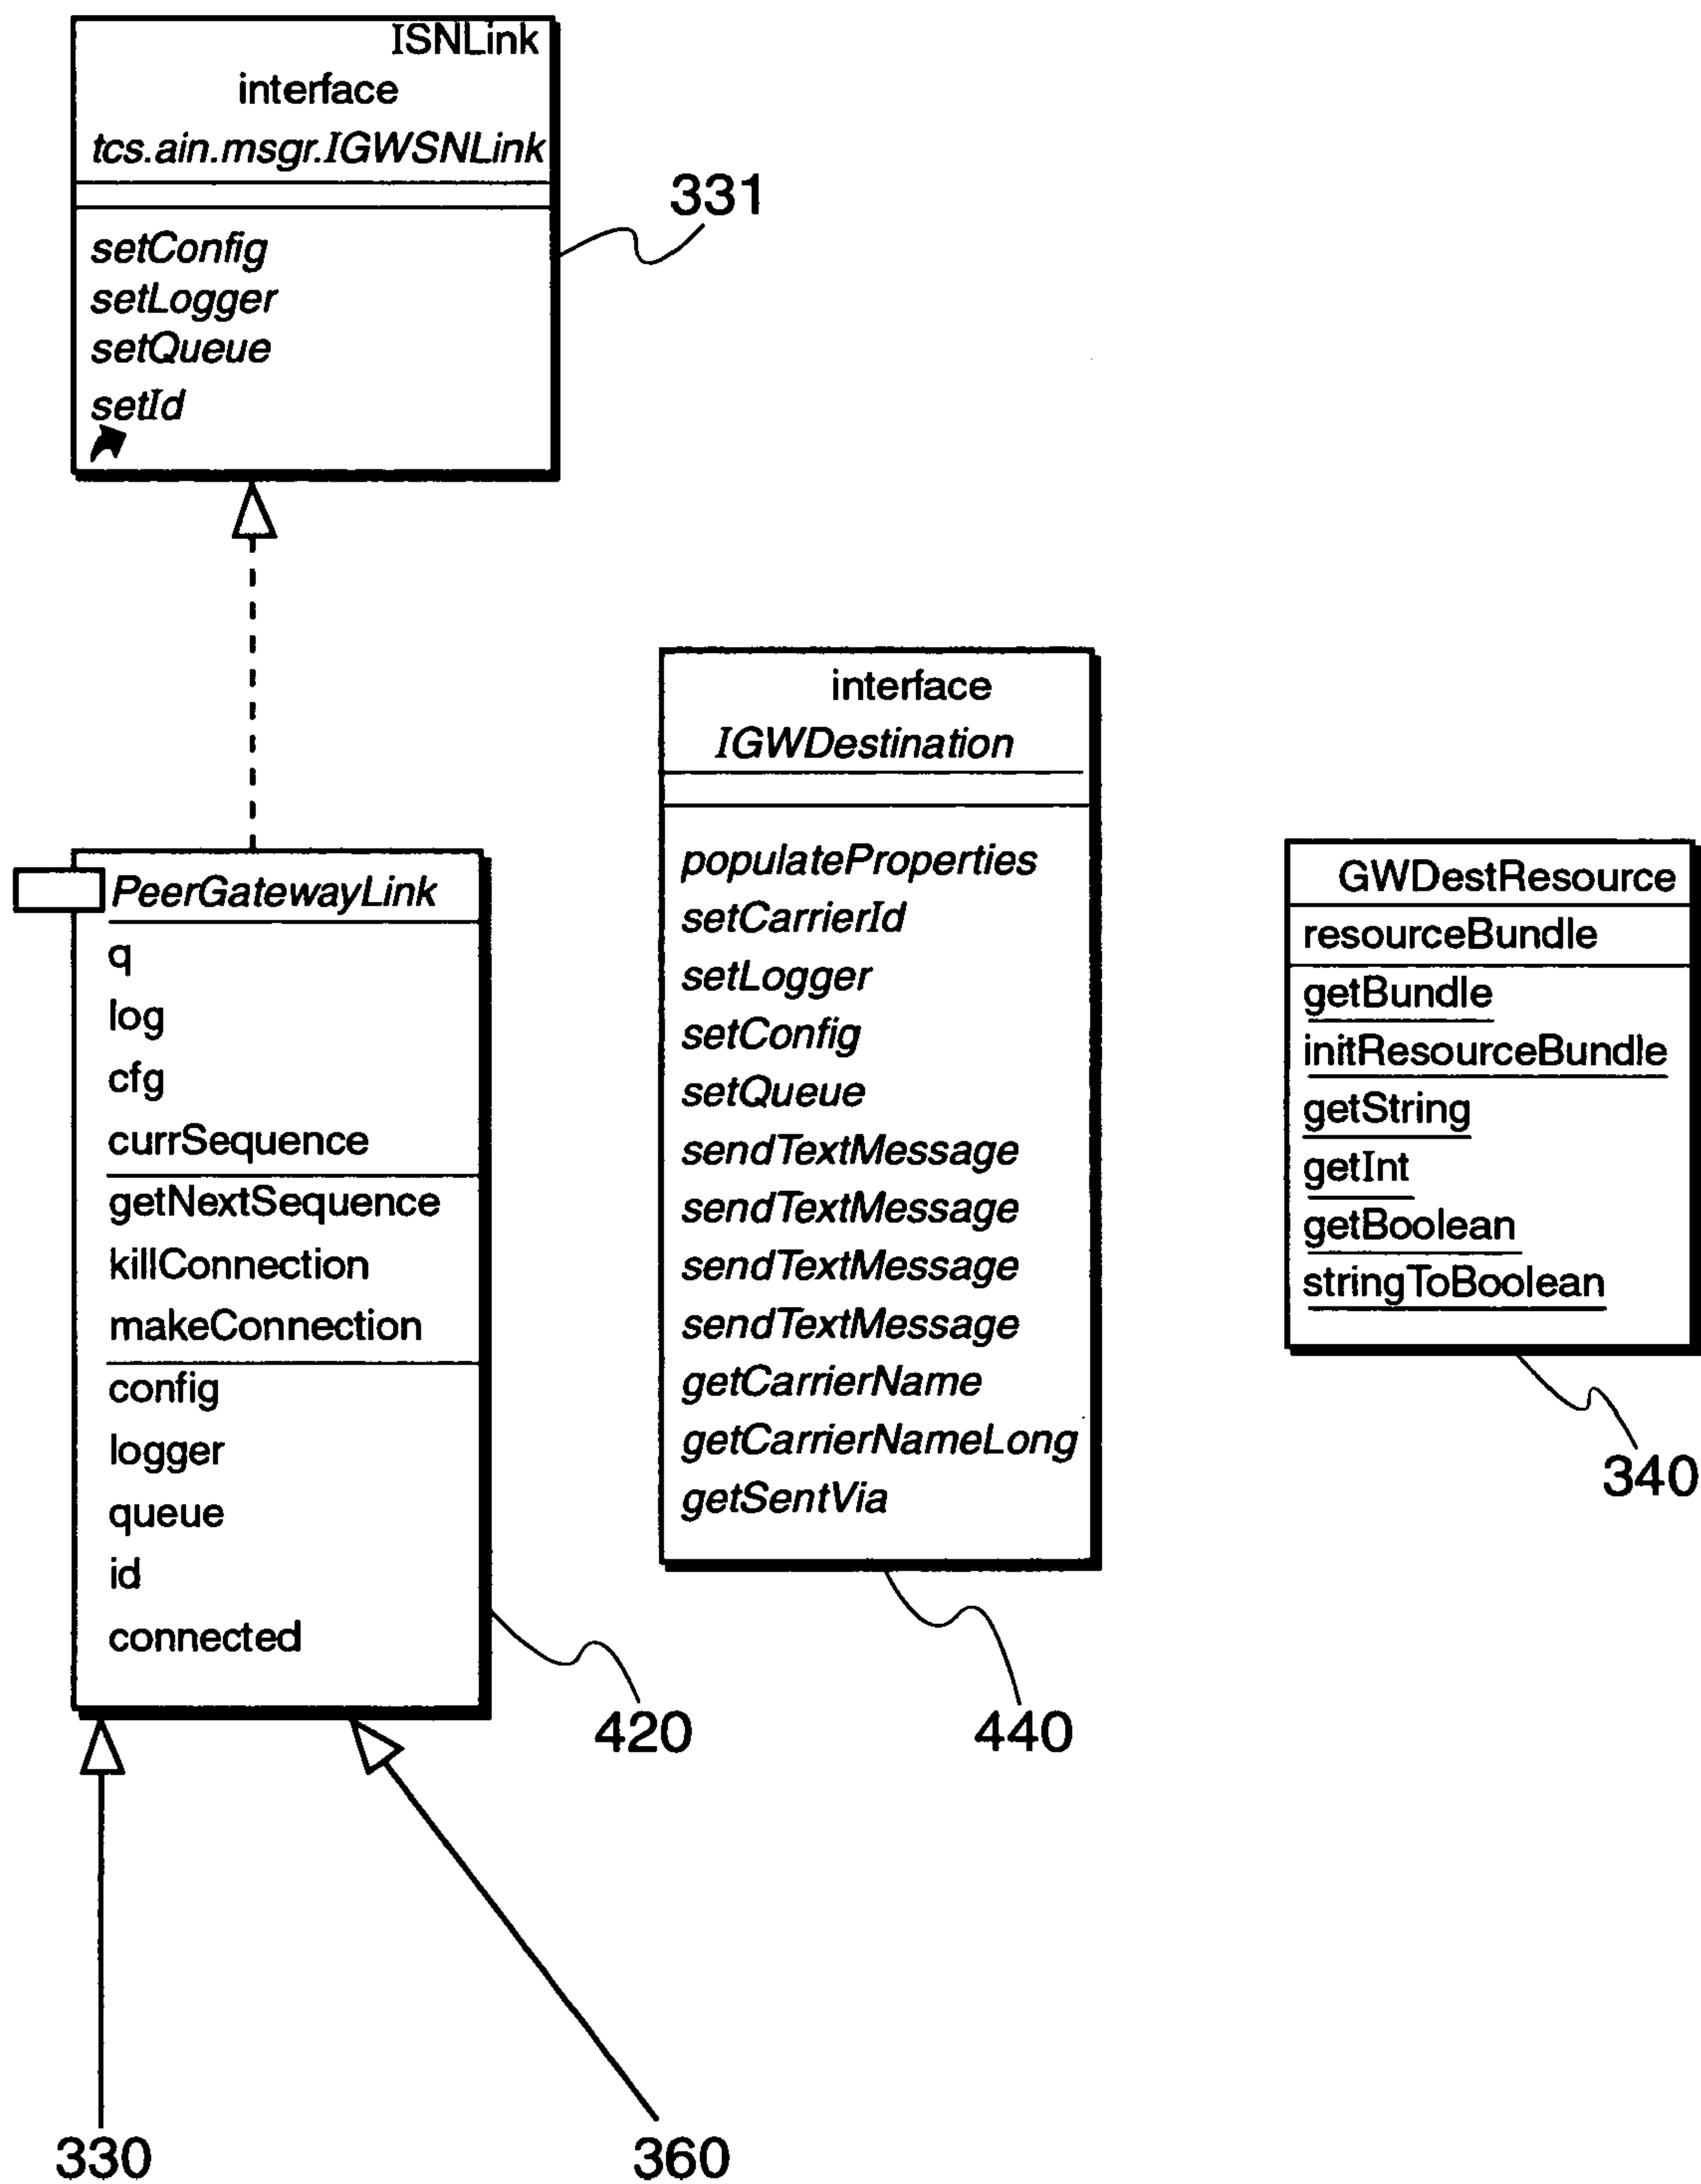 ISNLink
interface
tcs.ain.msgr.IGWSNLink
setConfig
setLogger
setQueue
setId
331
PeerGatewayLink
q
log
cfg
currSequence
getNextSequence
killConnection
makeConnection
config
logger
queue
id
connected
420
interface
IGWDestination
populateProperties
setCarrierId
setLogger
setConfig
setQueue
sendTextMessage
sendTextMessage
sendTextMessage
sendTextMessage
getCarrierName
getCarrierNameLong
getSentVia
440
GWDestResource
resourceBundle
getBundle
initResourceBundle
getString
getInt
getBoolean
stringToBoolean
340
330
360